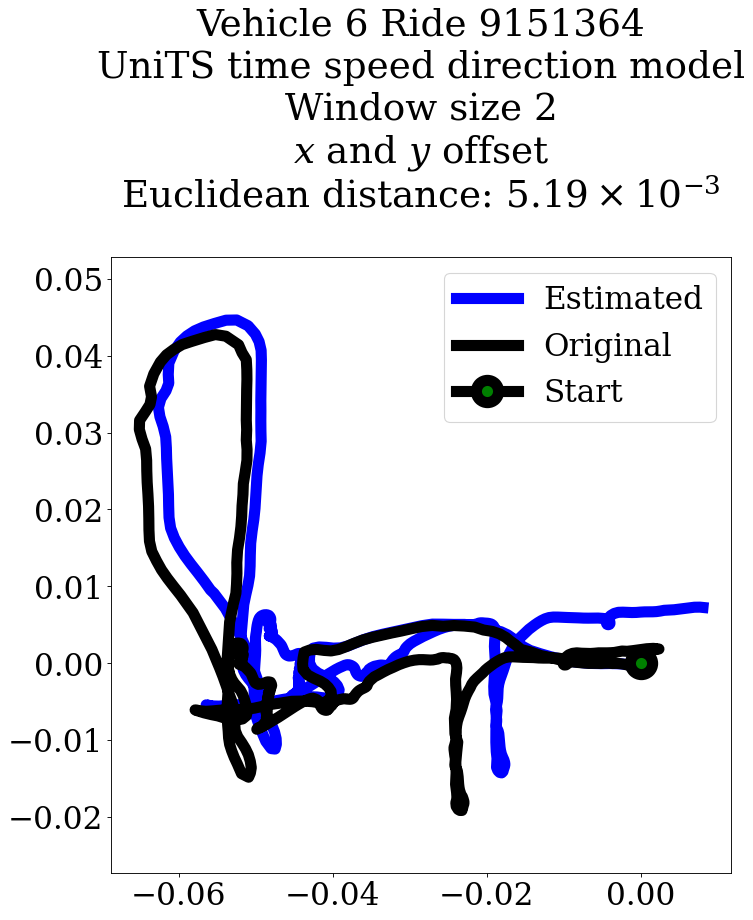 Vehicle 6 Ride 9151364
UniTS time speed direction model
Window size 2
x and y offset
Euclidean distance: 5.19 × 10⁻³
Estimated
Original
Start
0.05
0.04
0.03
0.02
0.01
0.00
−0.01
−0.02
−0.06 −0.04 −0.02 0.00